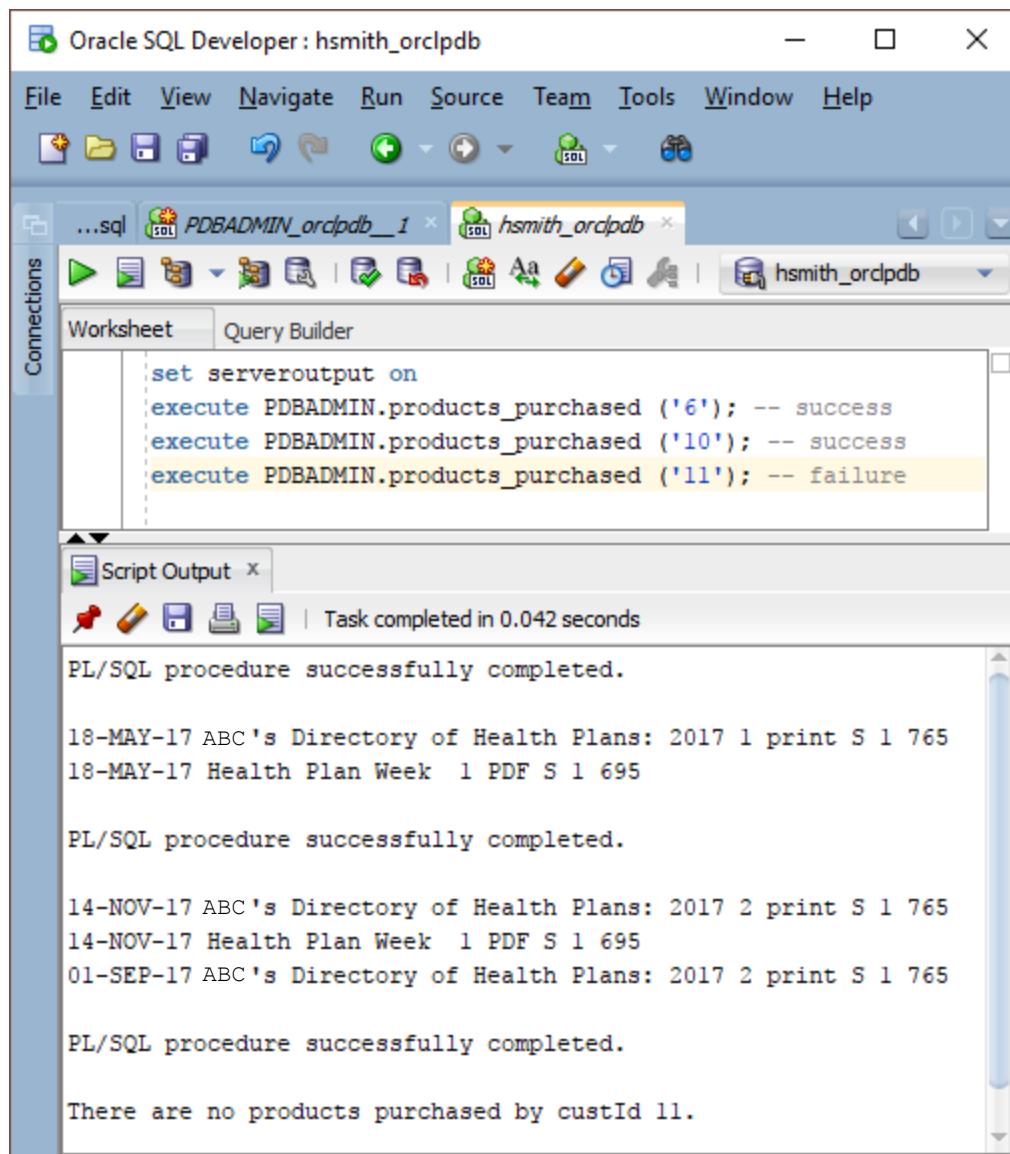 Oracle SQL Developer : hsmith_orclpdb
File Edit View Navigate Run Source Team Tools Window Help
SQL
...sql PDBADMIN_orclpdb__1 hsmith_orclpdb
hsmith_orclpdb
Connections
Worksheet Query Builder
set serveroutput on
execute PDBADMIN.products_purchased ('6'); -- success
execute PDBADMIN.products_purchased ('10'); -- success
execute PDBADMIN.products_purchased ('11'); -- failure
Script Output x
Task completed in 0.042 seconds
PL/SQL procedure successfully completed.
18-MAY-17 ABC's Directory of Health Plans: 2017 1 print S 1 765
18-MAY-17 Health Plan Week  1 PDF S 1 695
PL/SQL procedure successfully completed.
14-NOV-17 ABC's Directory of Health Plans: 2017 2 print S 1 765
14-NOV-17 Health Plan Week  1 PDF S 1 695
01-SEP-17 ABC's Directory of Health Plans: 2017 2 print S 1 765
PL/SQL procedure successfully completed.
There are no products purchased by custId 11.